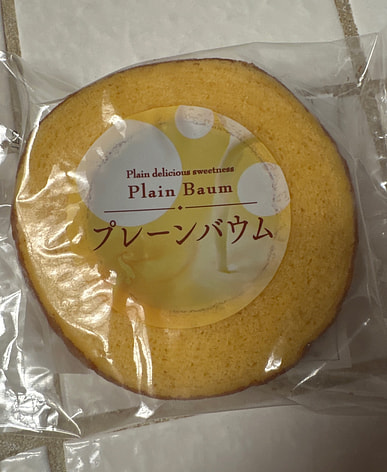 Plain delicious sweetness
Plain Baum
プレーンバウム